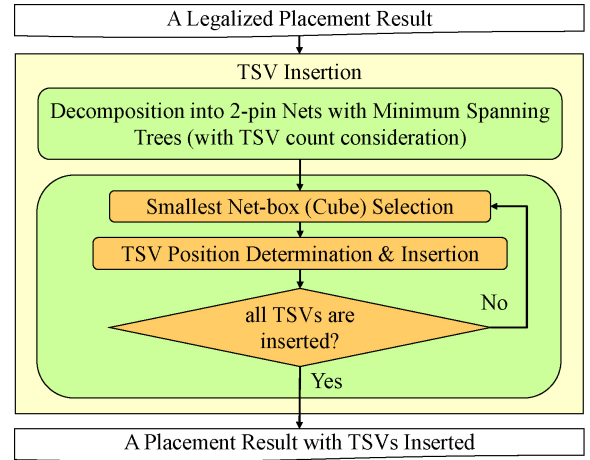 A Legalized Placement Result
TSV Insertion
Decomposition into 2-pin Nets with Minimum Spanning
Trees (with TSV count consideration)
Smallest Net-box (Cube) Selection
TSV Position Determination & Insertion
all TSVs are
inserted?
No
Yes
A Placement Result with TSVs Inserted